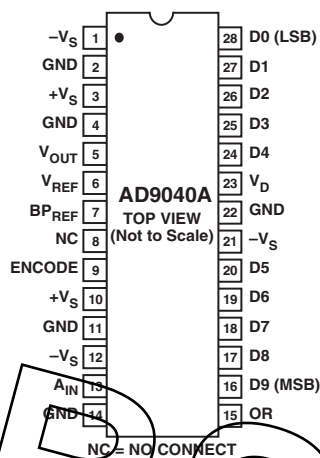 –VS 1 28 D0 (LSB)
GND 2 27 D1
+VS 3 26 D2
GND 4 25 D3
VOUT 5 24 D4
VREF 6 23 VD
BPREF 7 22 GND
NC 8 21 –VS
ENCODE 9 20 D5
+VS 10 19 D6
GND 11 18 D7
–VS 12 17 D8
AIN 13 16 D9 (MSB)
GND 14 15 OR
AD9040A
TOP VIEW
(Not to Scale)
NC = NO CONNECT